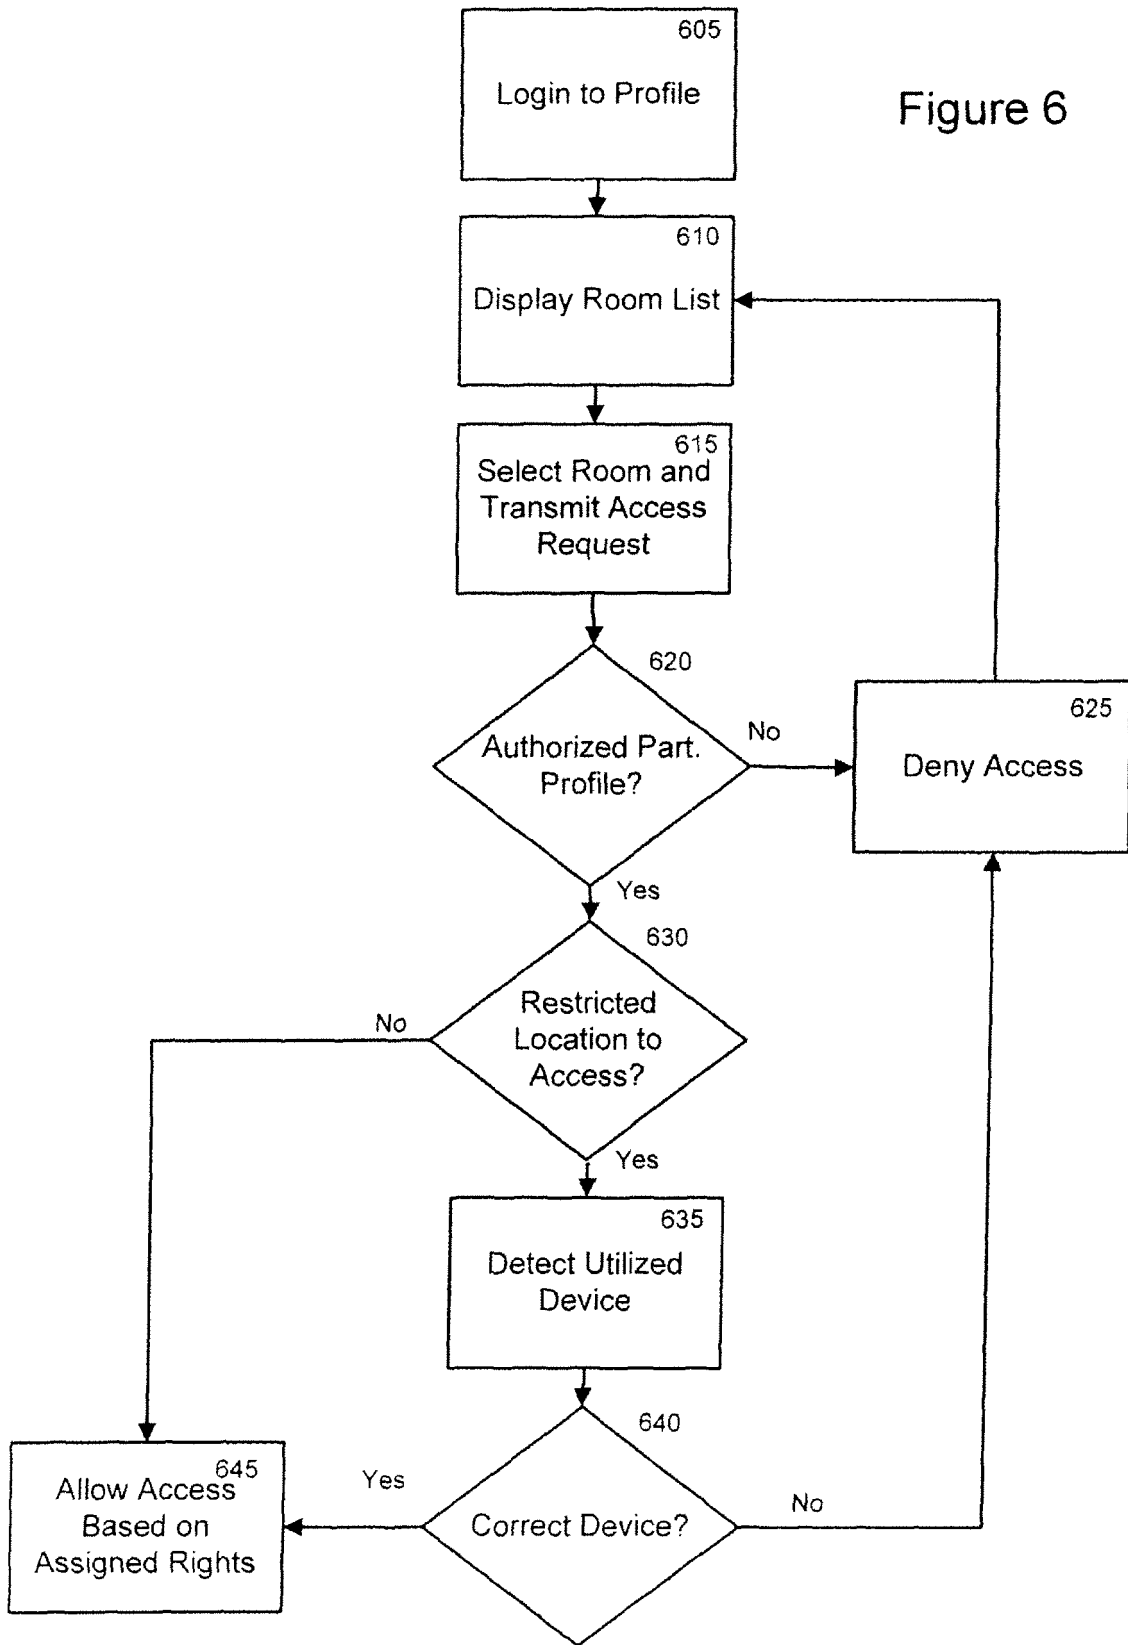 605
Login to Profile
Figure 6
610
Display Room List
615
Select Room and
Transmit Access
Request
620
Authorized Part.
Profile?
No
625
Deny Access
Yes
630
Restricted
Location to
Access?
No
Yes
635
Detect Utilized
Device
640
Correct Device?
Yes
No
645
Allow Access
Based on
Assigned Rights